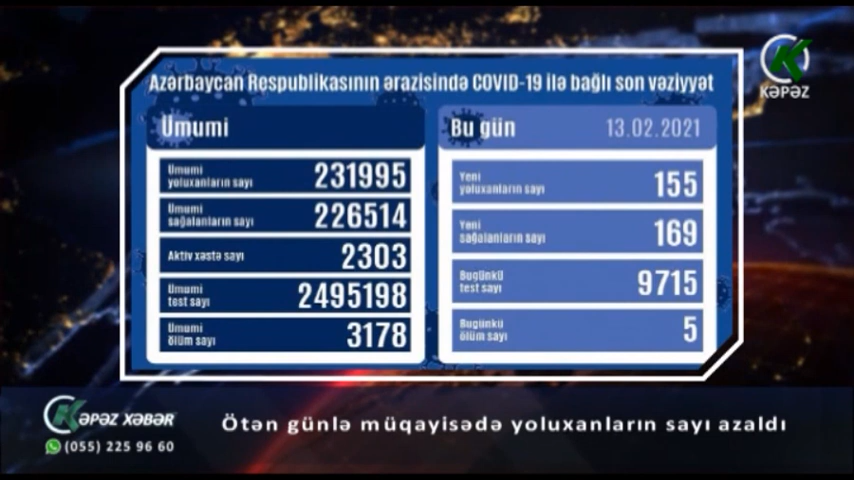 Azərbaycan Respublikasının ərazisində COVID-19 ilə bağlı son vəziyyət
KƏPƏZ
Ümumi
Ümumi
yoluxanların sayı
231995
Ümumi
sağalanların sayı
226514
Aktiv xəstə sayı
2303
Ümumi
test sayı
2495198
Ümumi
ölüm sayı
3178
Bu gün
13.02.2021
Yeni
yoluxanların sayı
155
Yeni
sağalanların sayı
169
Bugünkü
test sayı
9715
Bugünkü
ölüm sayı
5
KƏPƏZ XƏBƏR
(055) 225 96 60
Ötən günlə müqayisədə yoluxanların sayı azaldı